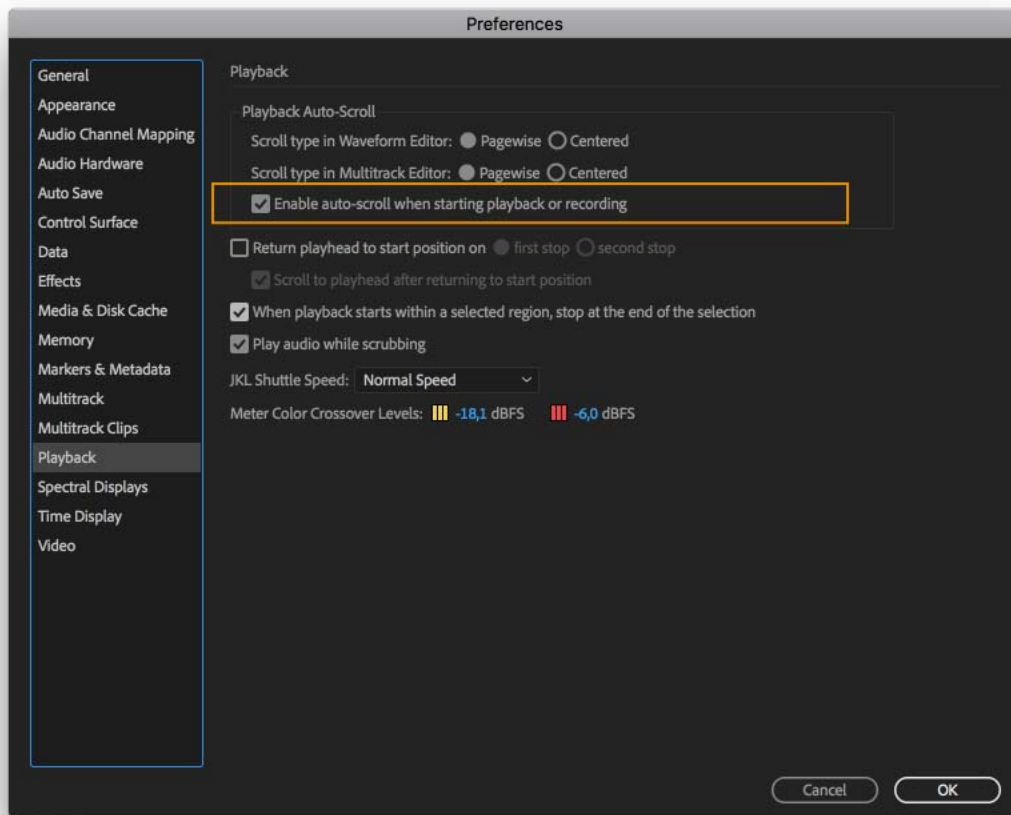 Preferences
General
Appearance
Audio Channel Mapping
Audio Hardware
Auto Save
Control Surface
Data
Effects
Media & Disk Cache
Memory
Markers & Metadata
Multitrack
Multitrack Clips
Playback
Spectral Displays
Time Display
Video
Playback
Playback Auto-Scroll
Scroll type in Waveform Editor: Pagewise Centered
Scroll type in Multitrack Editor: Pagewise Centered
Enable auto-scroll when starting playback or recording
Return playhead to start position on first stop second stop
Scroll to playhead after returning to start position
When playback starts within a selected region, stop at the end of the selection
Play audio while scrubbing
JKL Shuttle Speed: Normal Speed
Meter Color Crossover Levels: -18,1 dBFS -6,0 dBFS
Cancel OK